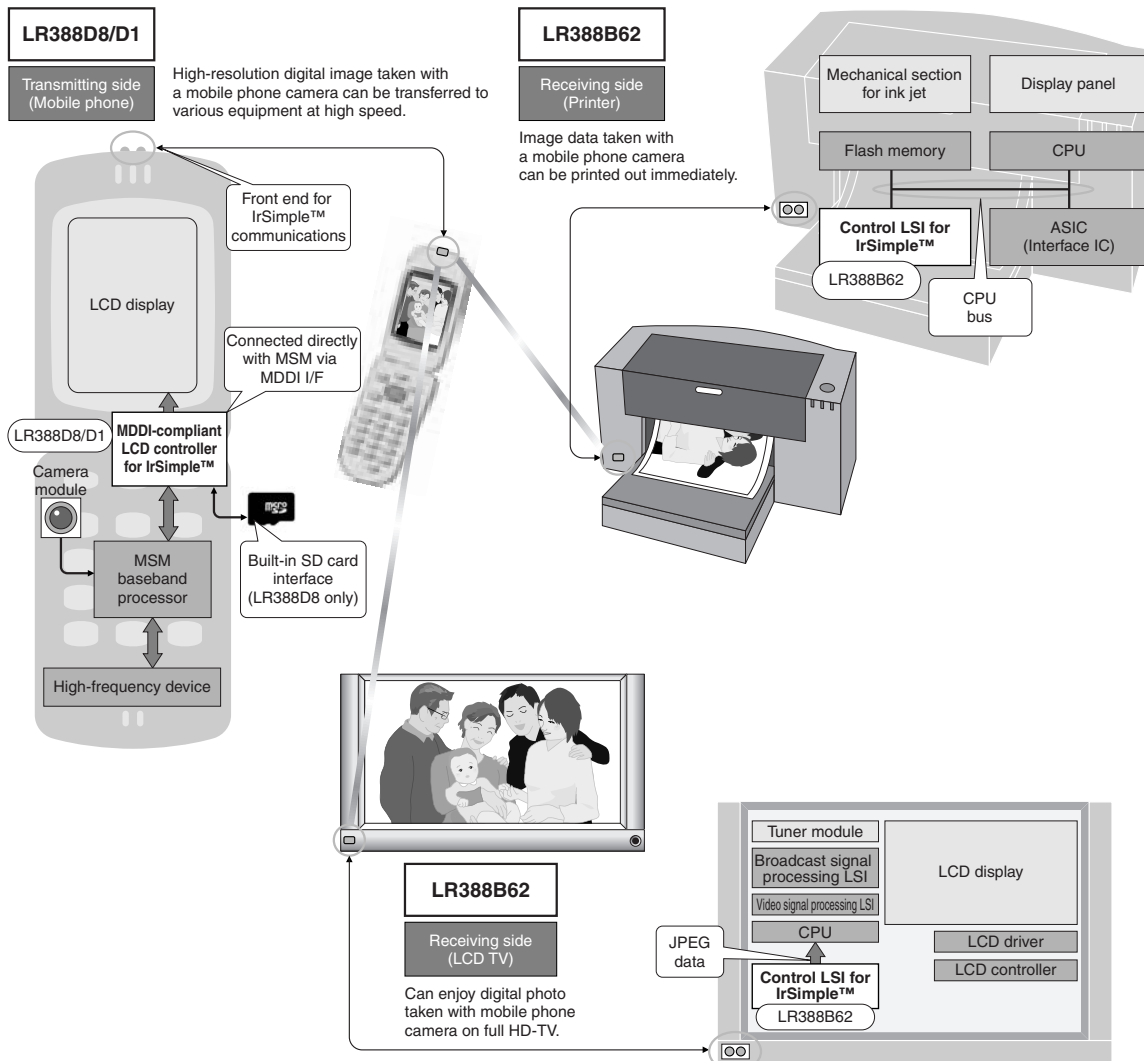 LR388D8/D1
Transmitting side
(Mobile phone)
High-resolution digital image taken with
a mobile phone camera can be transferred to
various equipment at high speed.
Front end for
IrSimple™
communications
LCD display
Connected directly
with MSM via
MDDI I/F
LR388D8/D1
MDDI-compliant
LCD controller
for IrSimple™
Camera
module
micro
SD
MSM
baseband
processor
Built-in SD card
interface
(LR388D8 only)
High-frequency device
LR388B62
Receiving side
(Printer)
Image data taken with
a mobile phone camera
can be printed out immediately.
Mechanical section
for ink jet
Display panel
Flash memory
CPU
Control LSI for
IrSimple™
ASIC
(Interface IC)
LR388B62
CPU
bus
LR388B62
Receiving side
(LCD TV)
Can enjoy digital photo
taken with mobile phone
camera on full HD-TV.
Tuner module
Broadcast signal
processing LSI
Video signal processing LSI
CPU
JPEG
data
Control LSI for
IrSimple™
LR388B62
LCD display
LCD driver
LCD controller